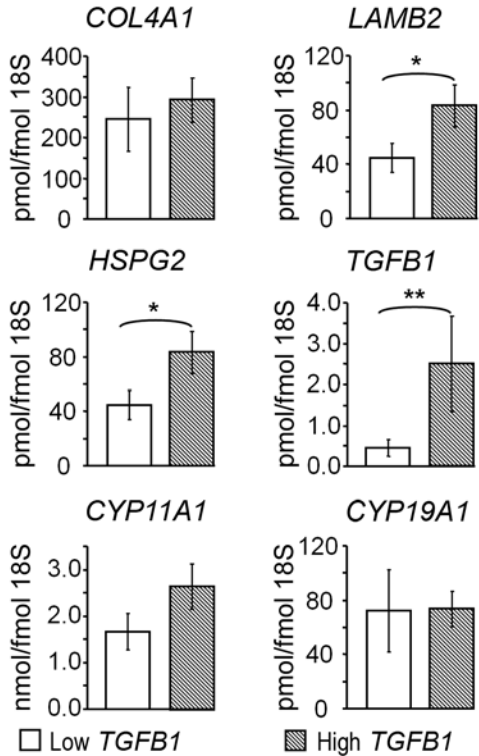 COL4A1
LAMB2
pmol/fmol 18S
400
300
200
300
0
pmol/fmol 18S
120
80
40
0
*
HSPG2
TGFB1
pmol/fmol 18S
120
80
40
0
*
pmol/fmol 18S
4.0
3.0
2.0
1.0
0.0
**
CYP11A1
CYP19A1
nmol/fmol 18S
3.0
2.0
1.0
0.0
pmol/fmol 18S
120
80
40
0
Low TGFB1
High TGFB1